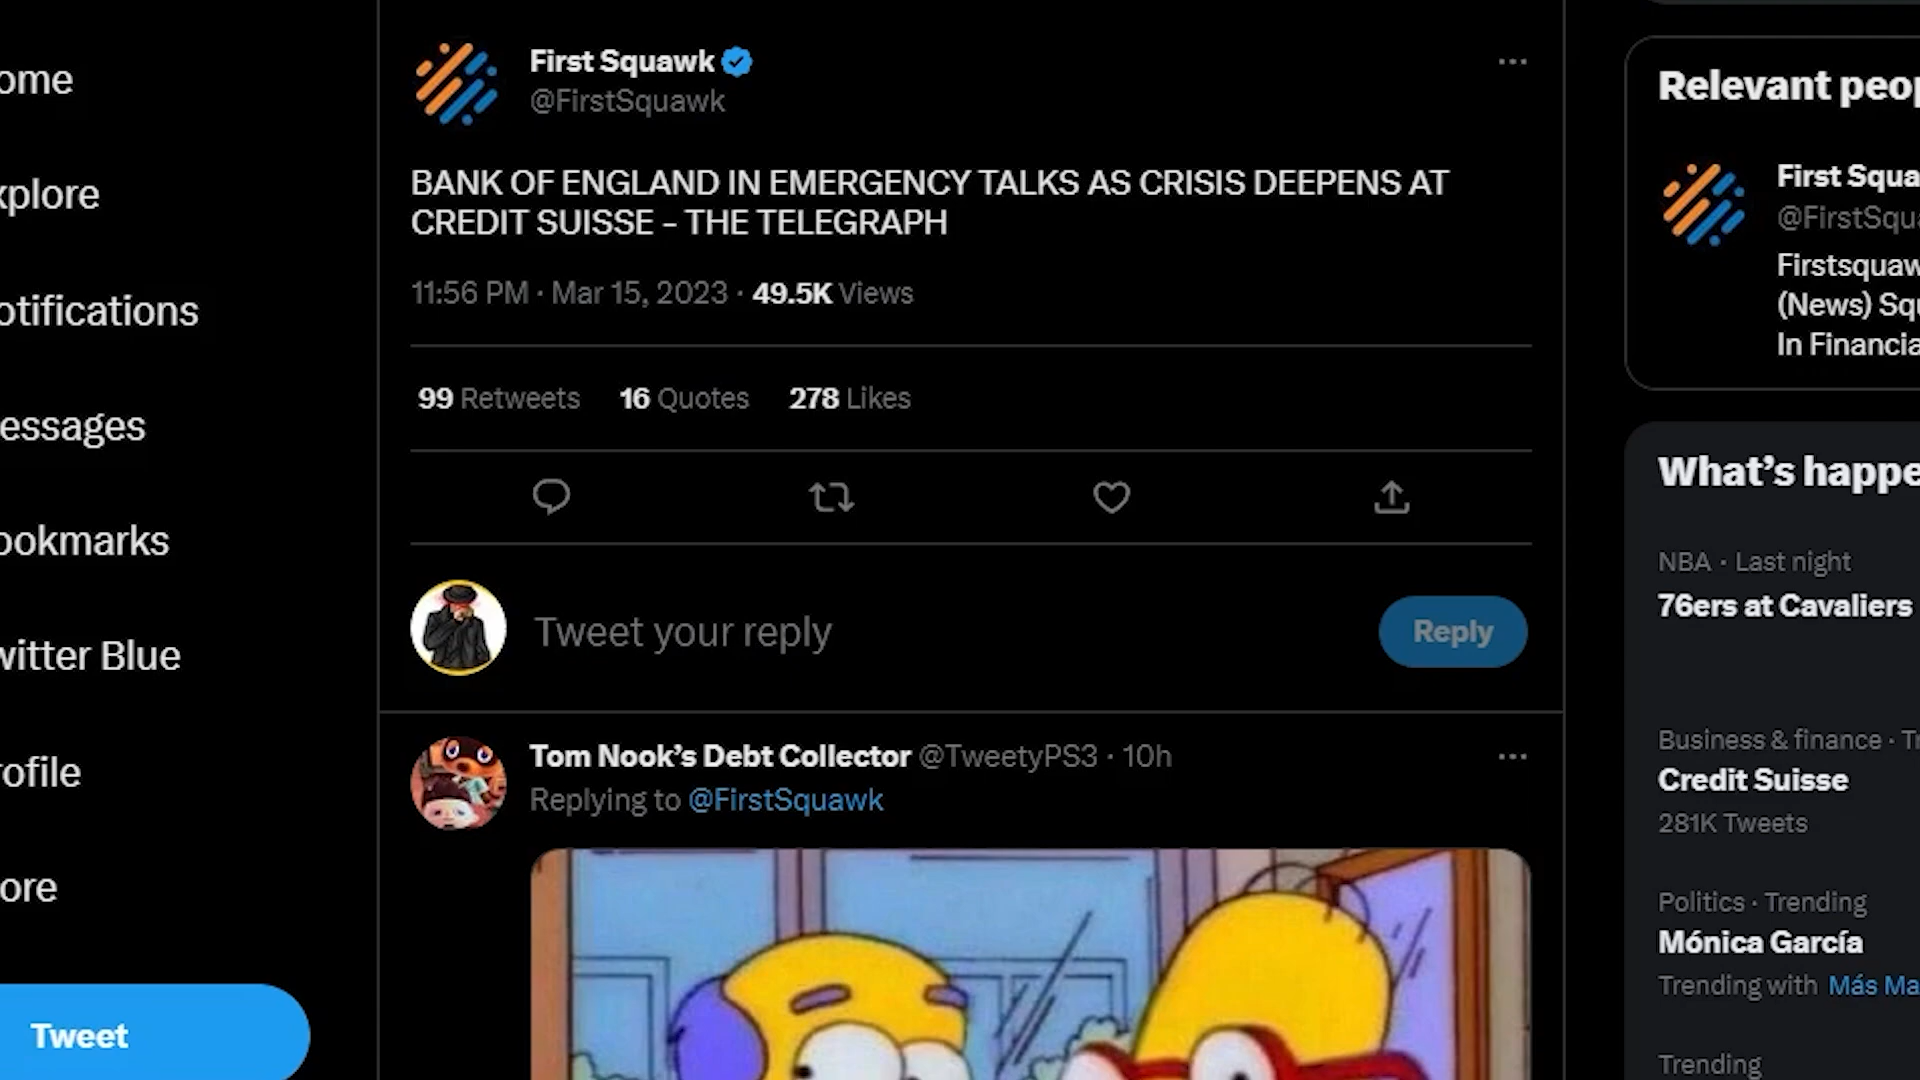 ome
xplore
otifications
essages
ookmarks
witter Blue
rofile
ore
Tweet
First Squawk
@FirstSquawk
BANK OF ENGLAND IN EMERGENCY TALKS AS CRISIS DEEPENS AT
CREDIT SUISSE – THE TELEGRAPH
11:56 PM · Mar 15, 2023 · 49.5K Views
99 Retweets 16 Quotes 278 Likes
Tweet your reply
Reply
Tom Nook’s Debt Collector @TweetyPS3 · 10h
Replying to @FirstSquawk
Relevant peop
First Squa
@FirstSqua
Firstsquaw
(News) Squ
In Financia
What’s happe
NBA · Last night
76ers at Cavaliers
Business & finance · Tr
Credit Suisse
281K Tweets
Politics · Trending
Mónica García
Trending with Más Ma
Trending